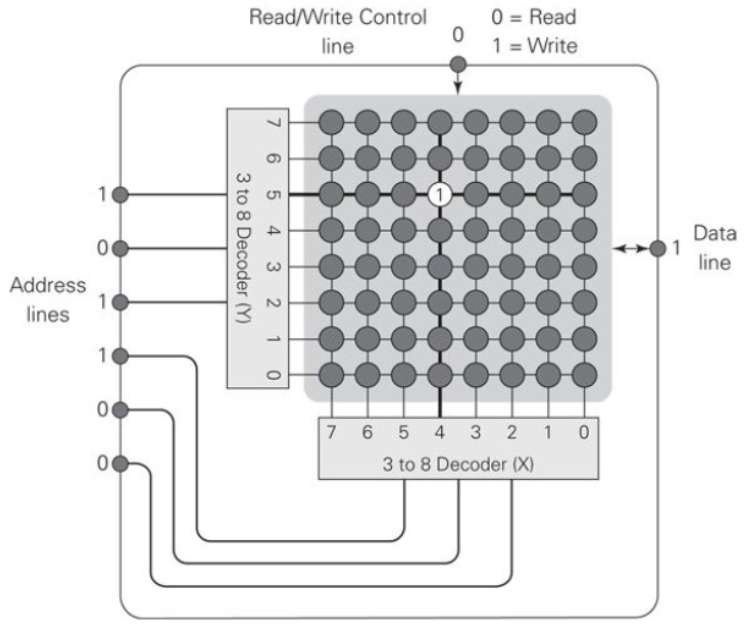 Read/Write Control
line
0
0 = Read
1 = Write
7
6
5
4
3
2
1
0
3 to 8 Decoder (Y)
1
0
1
1
0
0
Address
lines
1
1
Data
line
7 6 5 4 3 2 1 0
3 to 8 Decoder (X)